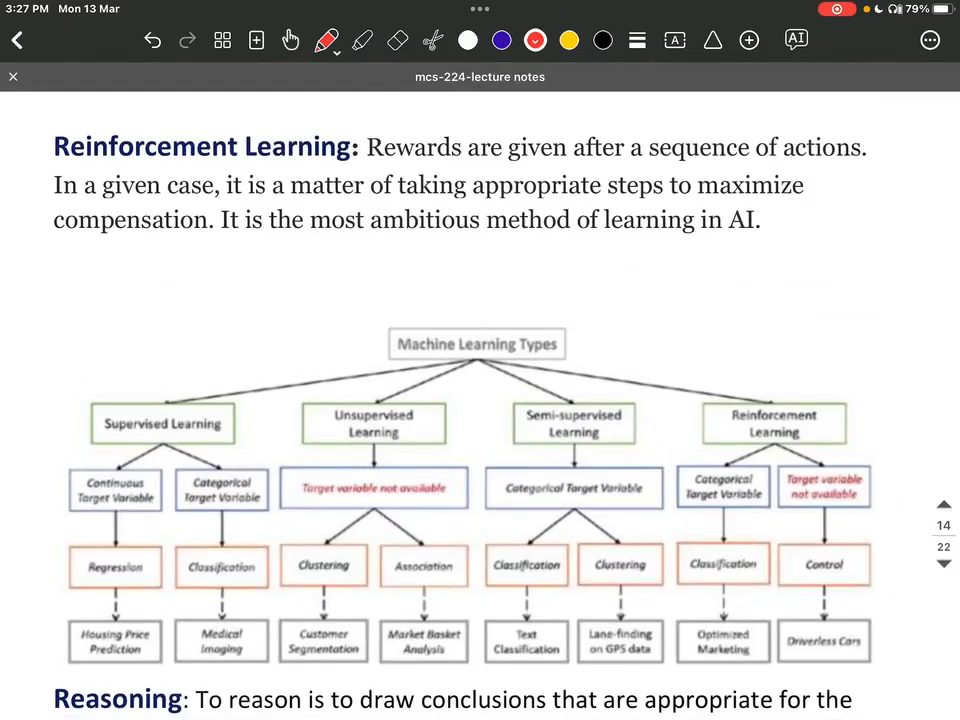 3:27 PM Mon 13 Mar
79%
A
AI
mcs-224-lecture notes
Reinforcement Learning: Rewards are given after a sequence of actions.
In a given case, it is a matter of taking appropriate steps to maximize
compensation. It is the most ambitious method of learning in AI.
Machine Learning Types
Supervised Learning
Unsupervised
Learning
Semi-supervised
Learning
Reinforcement
Learning
Continuous
Target Variable
Categorical
Target Variable
Target variable not available
Categorical Target Variable
Categorical
Target Variable
Target variable
not available
Regression
Classification
Clustering
Association
Classification
Clustering
Classification
Control
Housing Price
Prediction
Medical
Imaging
Customer
Segmentation
Market Basket
Analysis
Text
Classification
Lane-finding
on GPS data
Optimized
Marketing
Driverless Cars
14
22
Reasoning: To reason is to draw conclusions that are appropriate for the